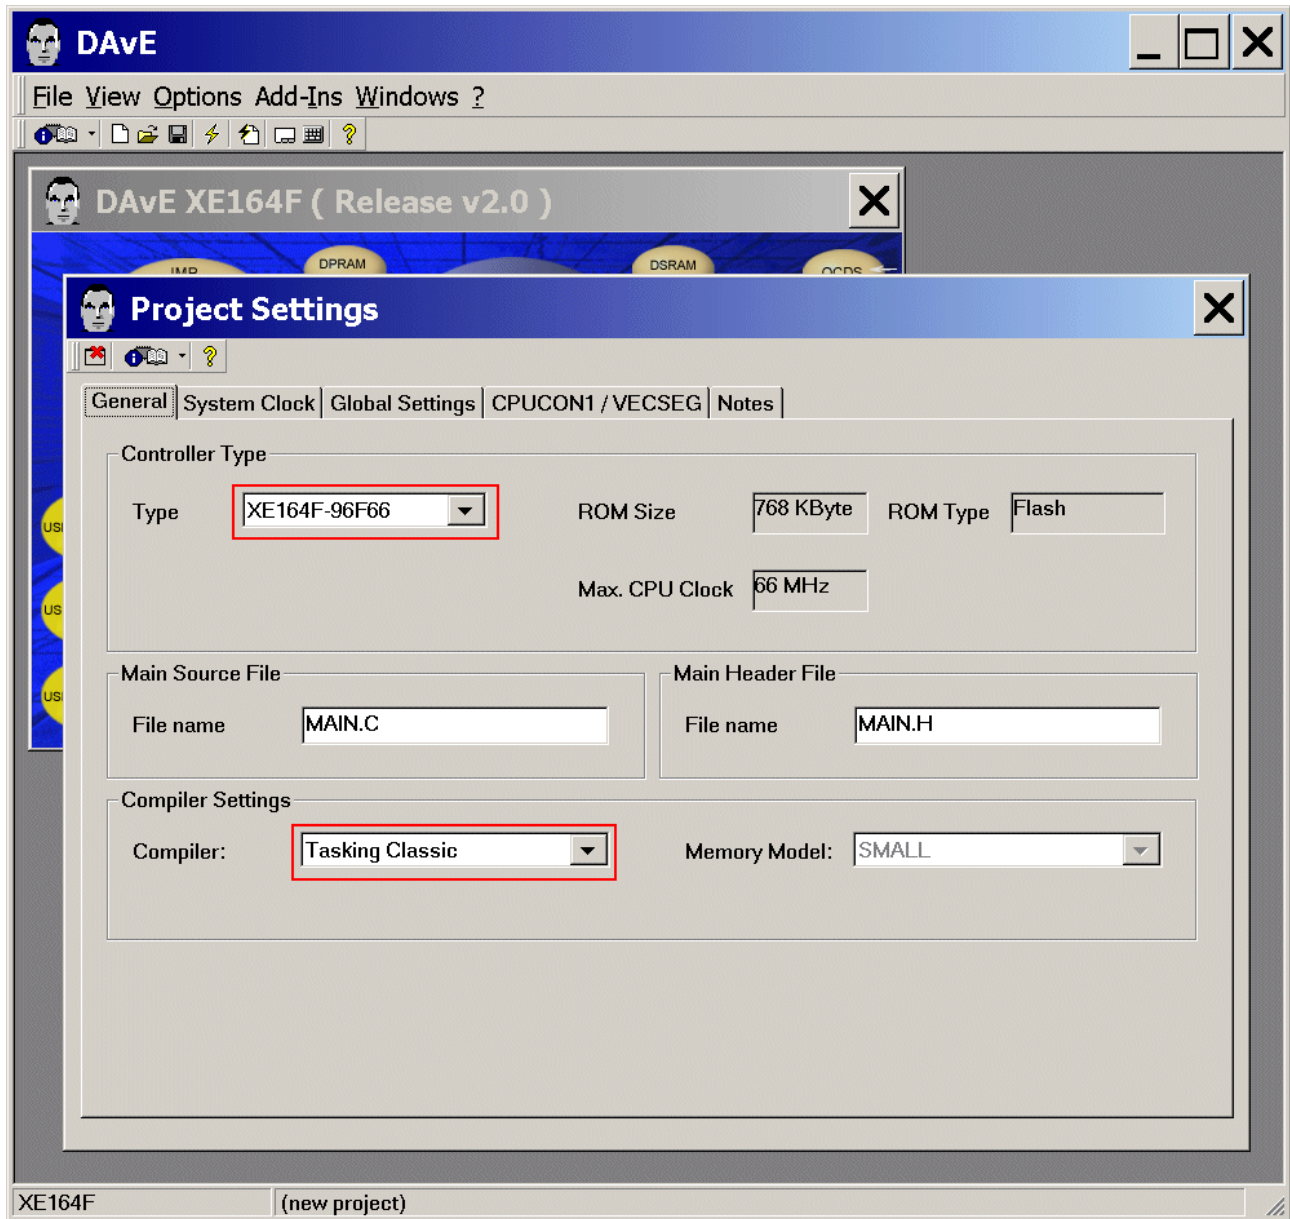 DAvE
File View Options Add-Ins Windows ?
DAvE XE164F ( Release v2.0 )
DPRAM
DSRAM
Project Settings
General System Clock Global Settings CPUCON1 / VECSEG Notes
Controller Type
Type XE164F-96F66 ROM Size 768 KByte ROM Type Flash
Max. CPU Clock 66 MHz
Main Source File Main Header File
File name MAIN.C File name MAIN.H
Compiler Settings
Compiler: Tasking Classic Memory Model: SMALL
XE164F (new project)